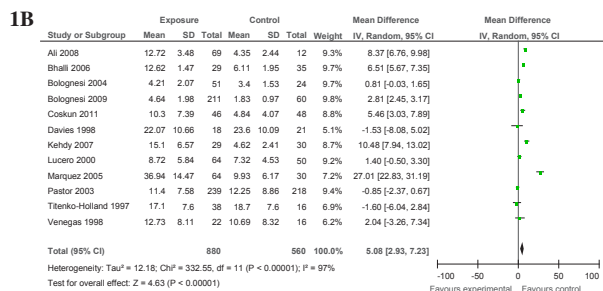 1B
Exposure Control Mean Difference Mean Difference
Study or Subgroup Mean SD Total Mean SD Total Weight IV, Random, 95% CI IV, Random, 95% CI
Ali 2008 12.72 3.48 69 4.35 2.44 12 9.3% 8.37 [6.76, 9.98]
Bhalli 2006 12.62 1.47 29 6.11 1.95 35 9.9% 6.51 [5.67, 7.35]
Bolognesi 2004 4.21 2.07 51 3.4 1.53 24 9.9% 0.81 [-0.03, 1.65]
Bolognesi 2009 4.64 1.98 211 1.83 0.97 60 9.9% 2.81 [2.45, 3.17]
Coskun 2011 10.3 7.39 46 4.84 4.07 48 8.8% 5.46 [3.03, 7.89]
Davies 1998 22.07 10.66 18 23.6 10.09 21 4.9% -1.53 [-8.08, 5.02]
Kehdy 2007 15.1 6.57 29 4.62 2.41 30 8.7% 10.48 [7.94, 13.02]
Lucero 2000 8.72 5.84 64 7.32 4.53 50 9.2% 1.40 [-0.50, 3.30]
Marquez 2005 36.94 14.47 64 9.93 6.17 30 7.1% 27.01 [22.83, 31.19]
Pastor 2003 11.4 7.58 239 12.25 8.86 218 9.4% -0.85 [-2.37, 0.67]
Titenko-Holland 1997 17.1 7.6 38 18.7 7.6 16 6.8% -1.60 [-6.04, 2.84]
Venegas 1998 12.73 8.11 22 10.69 8.32 16 6.1% 2.04 [-3.26, 7.34]
Total (95% CI) 880 560 100.0% 5.08 [2.93, 7.23]
Heterogeneity: Tau² = 12.18; Chi² = 332.55, df = 11 (P < 0.00001); I² = 97%
Test for overall effect: Z = 4.63 (P < 0.00001)
-100 -50 0 50 100
Favours experimental Favours control